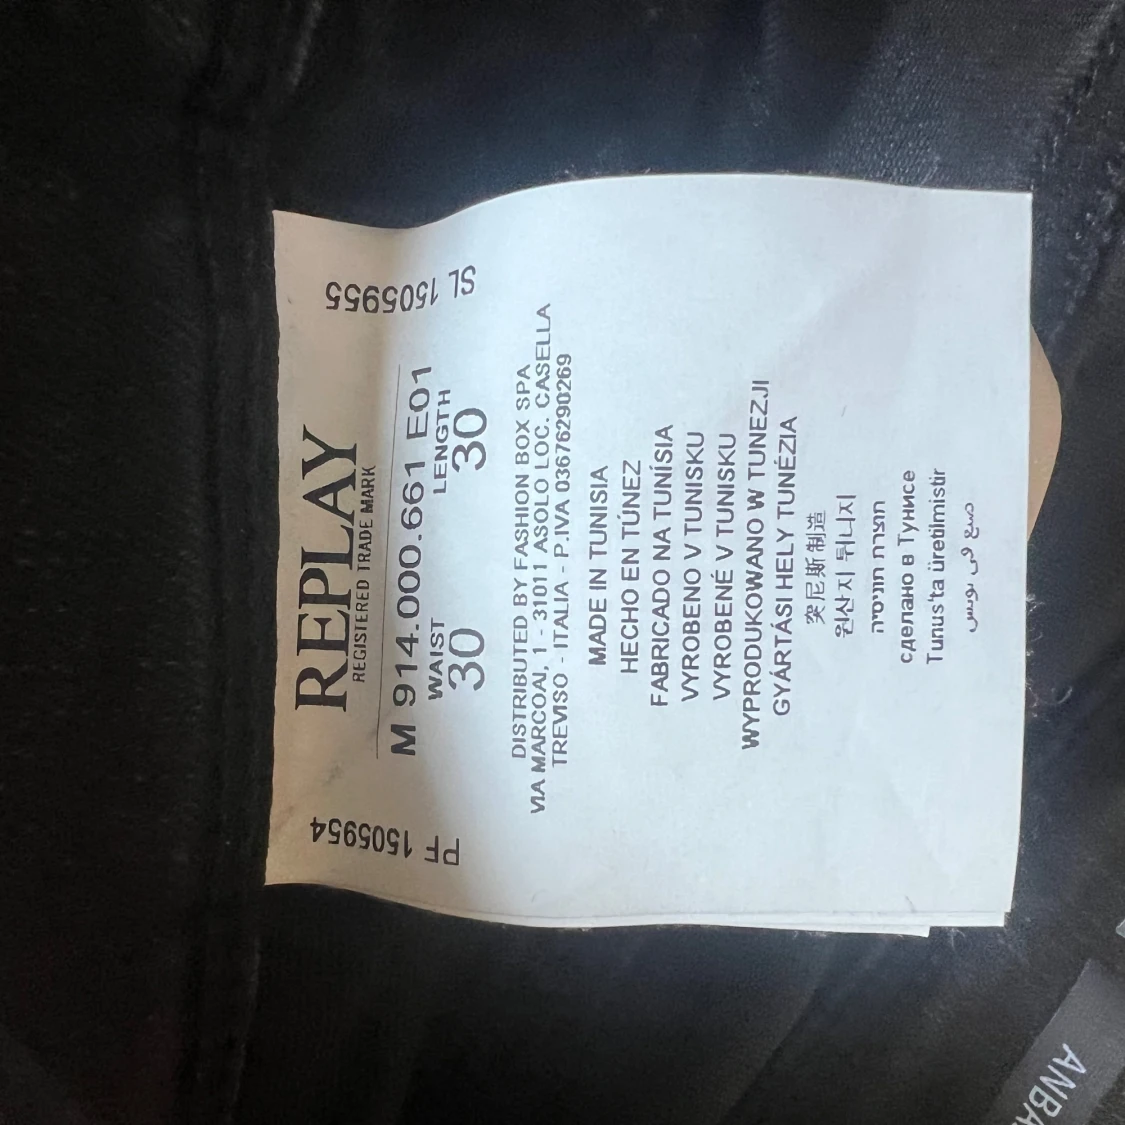 REPLAY
REGISTERED TRADE MARK
M 914.000.661 E01
WAIST LENGTH
30 30
PF 1505954
SL 1505955
DISTRIBUTED BY FASHION BOX SPA
VIA MARCOAI, 1 - 31011 ASOLO LOC. CASELLA
TREVISO - ITALIA - P.IVA 03676290269
MADE IN TUNISIA
HECHO EN TÚNEZ
FABRICADO NA TUNÍSIA
VYROBENO V TUNISKU
VYROBENÉ V TUNISKU
WYPRODUKOWANO W TUNEZJI
GYÁRTÁSI HELY TUNÉZIA
突尼斯制造
원산지 튀니지
תוצרת תוניסיה
сделано в Тунисе
Tunus'ta üretilmistir
صنع في تونس
ANBA